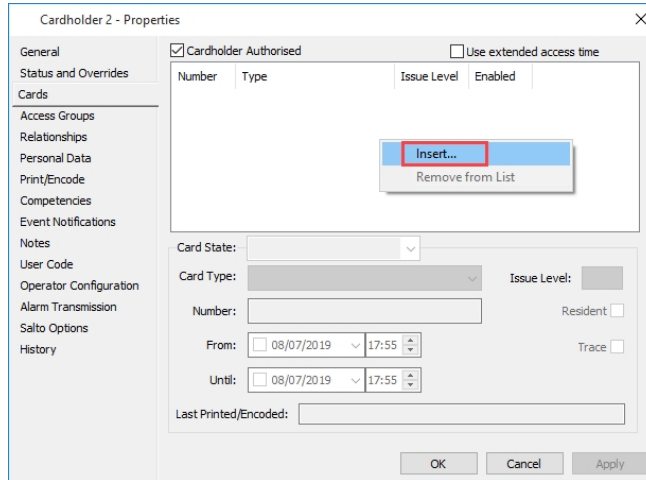 Cardholder 2 - Properties
General
Status and Overrides
Cards
Access Groups
Relationships
Personal Data
Print/Encode
Competencies
Event Notifications
Notes
User Code
Operator Configuration
Alarm Transmission
Salto Options
History
Cardholder Authorised Use extended access time
Number Type Issue Level Enabled
Insert...
Remove from List
Card State:
Card Type: Issue Level:
Number: Resident
From: 08/07/2019 17:55 Trace
Until: 08/07/2019 17:55
Last Printed/Encoded:
OK Cancel Apply